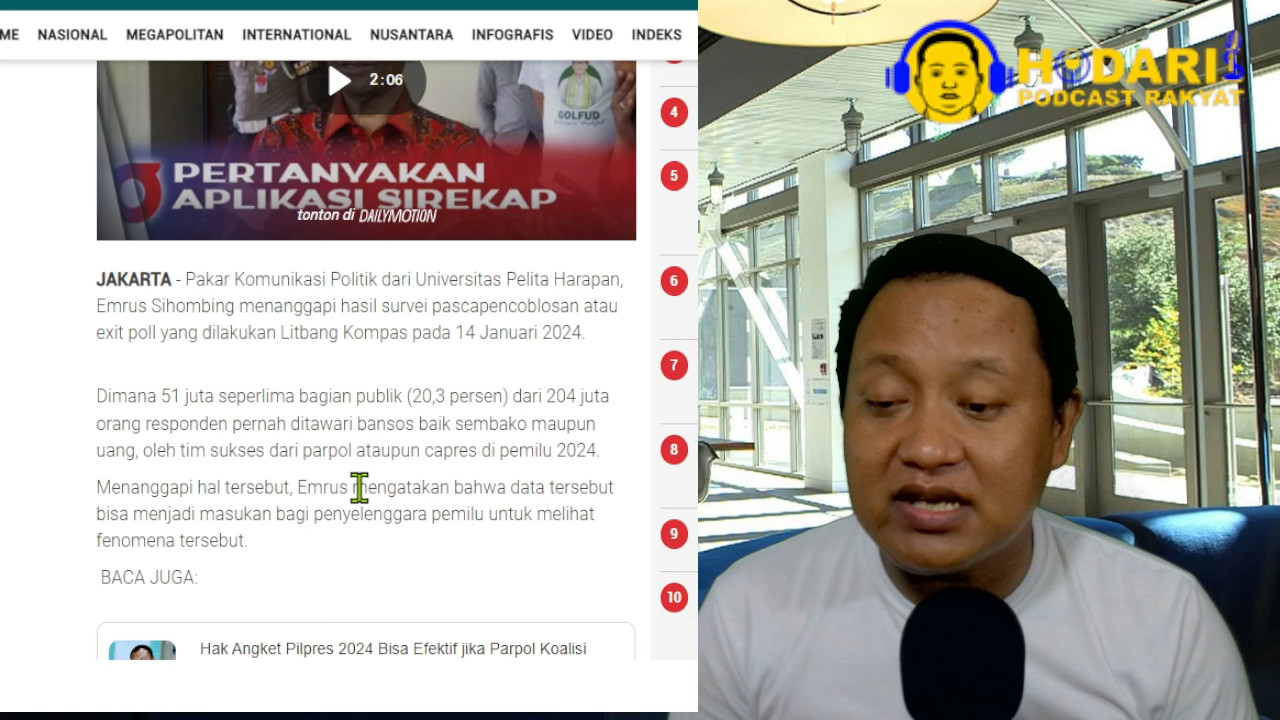 ME NASIONAL MEGAPOLITAN INTERNATIONAL NUSANTARA INFOGRAFIS VIDEO INDEKS
2:06
GOLFUD
PERTANYAKAN
APLIKASI SIREKAP
tonton di DAILYMOTION
JAKARTA - Pakar Komunikasi Politik dari Universitas Pelita Harapan,
Emrus Sihombing menanggapi hasil survei pascapencoblosan atau
exit poll yang dilakukan Litbang Kompas pada 14 Januari 2024.
Dimana 51 juta seperlima bagian publik (20,3 persen) dari 204 juta
orang responden pernah ditawari bansos baik sembako maupun
uang, oleh tim sukses dari parpol ataupun capres di pemilu 2024.
Menanggapi hal tersebut, Emrus mengatakan bahwa data tersebut
bisa menjadi masukan bagi penyelenggara pemilu untuk melihat
fenomena tersebut.
BACA JUGA:
Hak Angket Pilpres 2024 Bisa Efektif jika Parpol Koalisi
4
5
6
7
8
9
10
HODARI
PODCAST RAKYAT